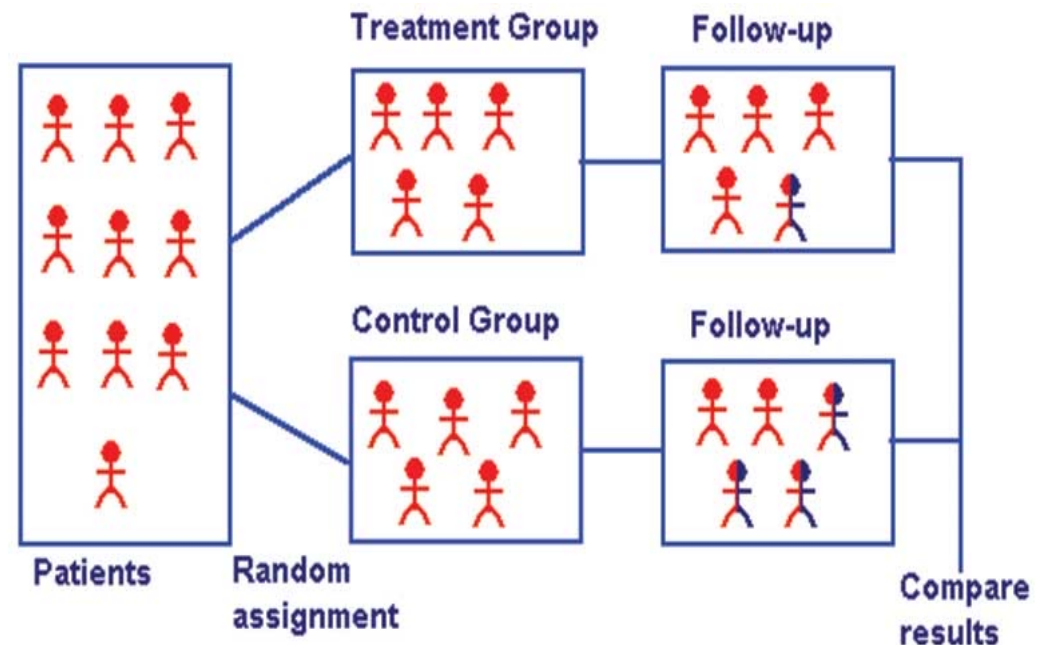 Treatment Group
Follow-up
Control Group
Follow-up
Patients
Random
assignment
Compare
results